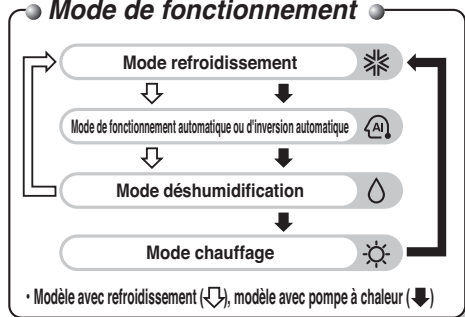 Mode de fonctionnement
Mode refroidissement
Mode de fonctionnement automatique ou d'inversion automatique
AI
Mode déshumidification
Mode chauffage
• Modèle avec refroidissement (), modèle avec pompe à chaleur ()